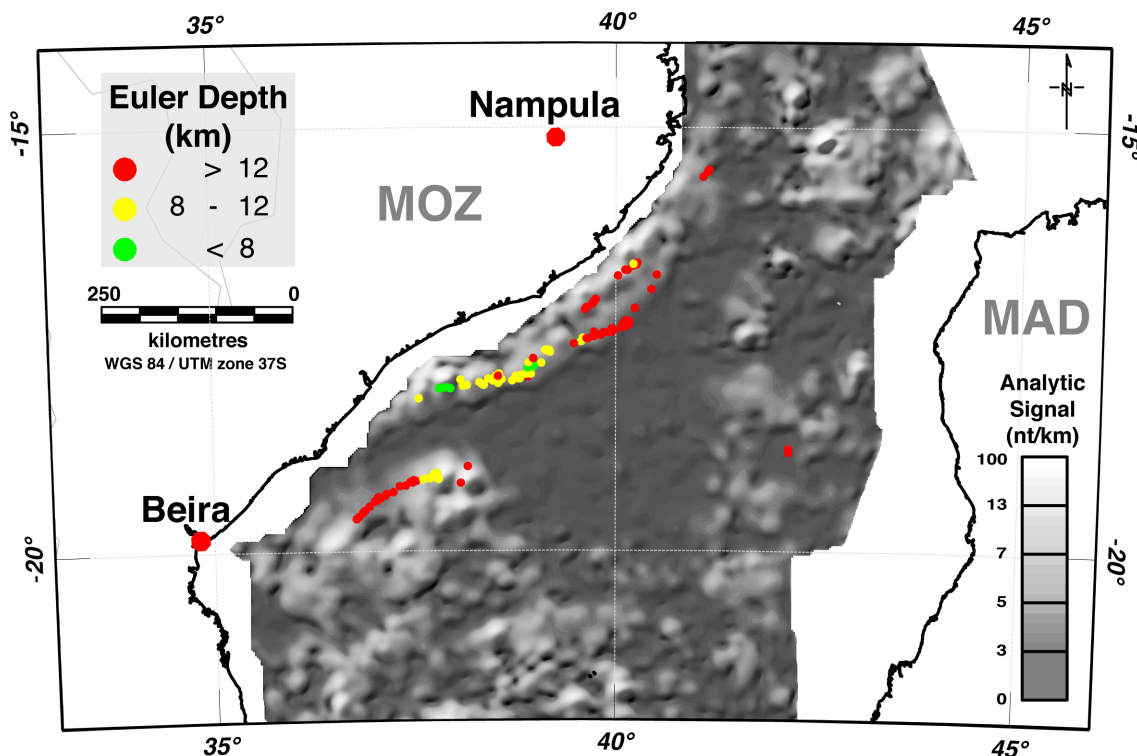 35°
40°
45°
N
-15°
-15°
Euler Depth
(km)
> 12
8 - 12
< 8
250 0
kilometres
WGS 84 / UTM zone 37S
Nampula
MOZ
MAD
Analytic
Signal
(nt/km)
100
13
7
5
3
0
Beira
-20°
-20°
35°
40°
45°